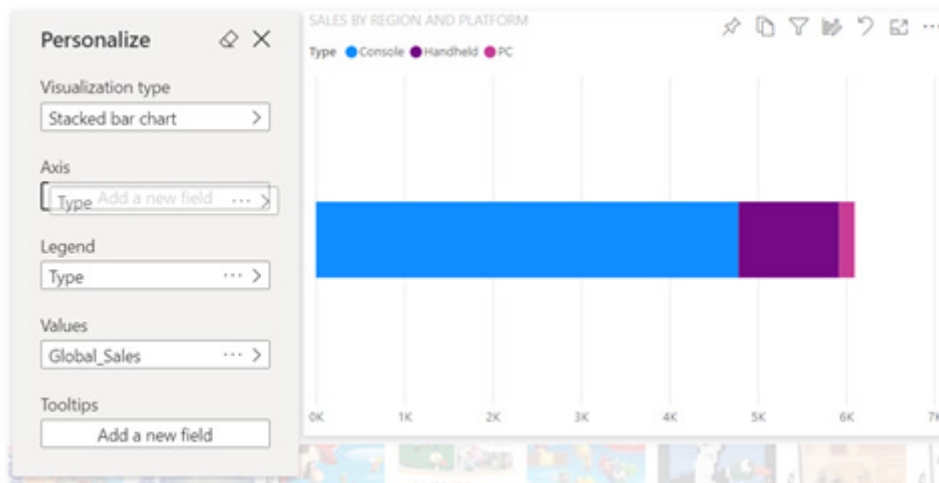 Personalize
Visualization type
Stacked bar chart
Axis
Type Add a new field
Legend
Type
Values
Global_Sales
Tooltips
Add a new field
SALES BY REGION AND PLATFORM
Type Console Handheld PC
0K 1K 2K 3K 4K 5K 6K 7K